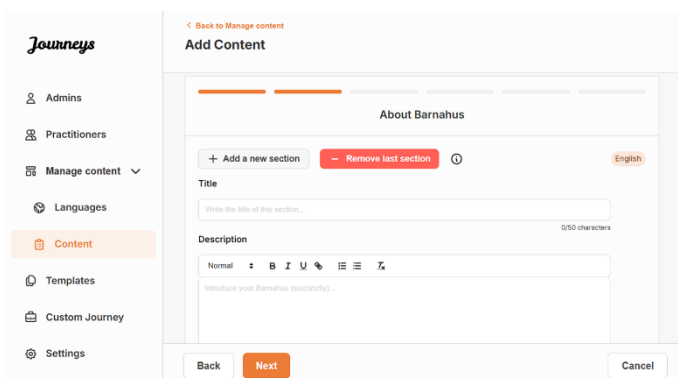 Back to Manage content
Journeys
Add Content
Admins
Practitioners
Manage content
Languages
Content
Templates
Custom Journey
Settings
About Barnahus
+ Add a new section
− Remove last section
English
Title
Write the title of this section...
0/50 characters
Description
Normal B I U
Introduce your Barnahus (succinctly)...
Back
Next
Cancel